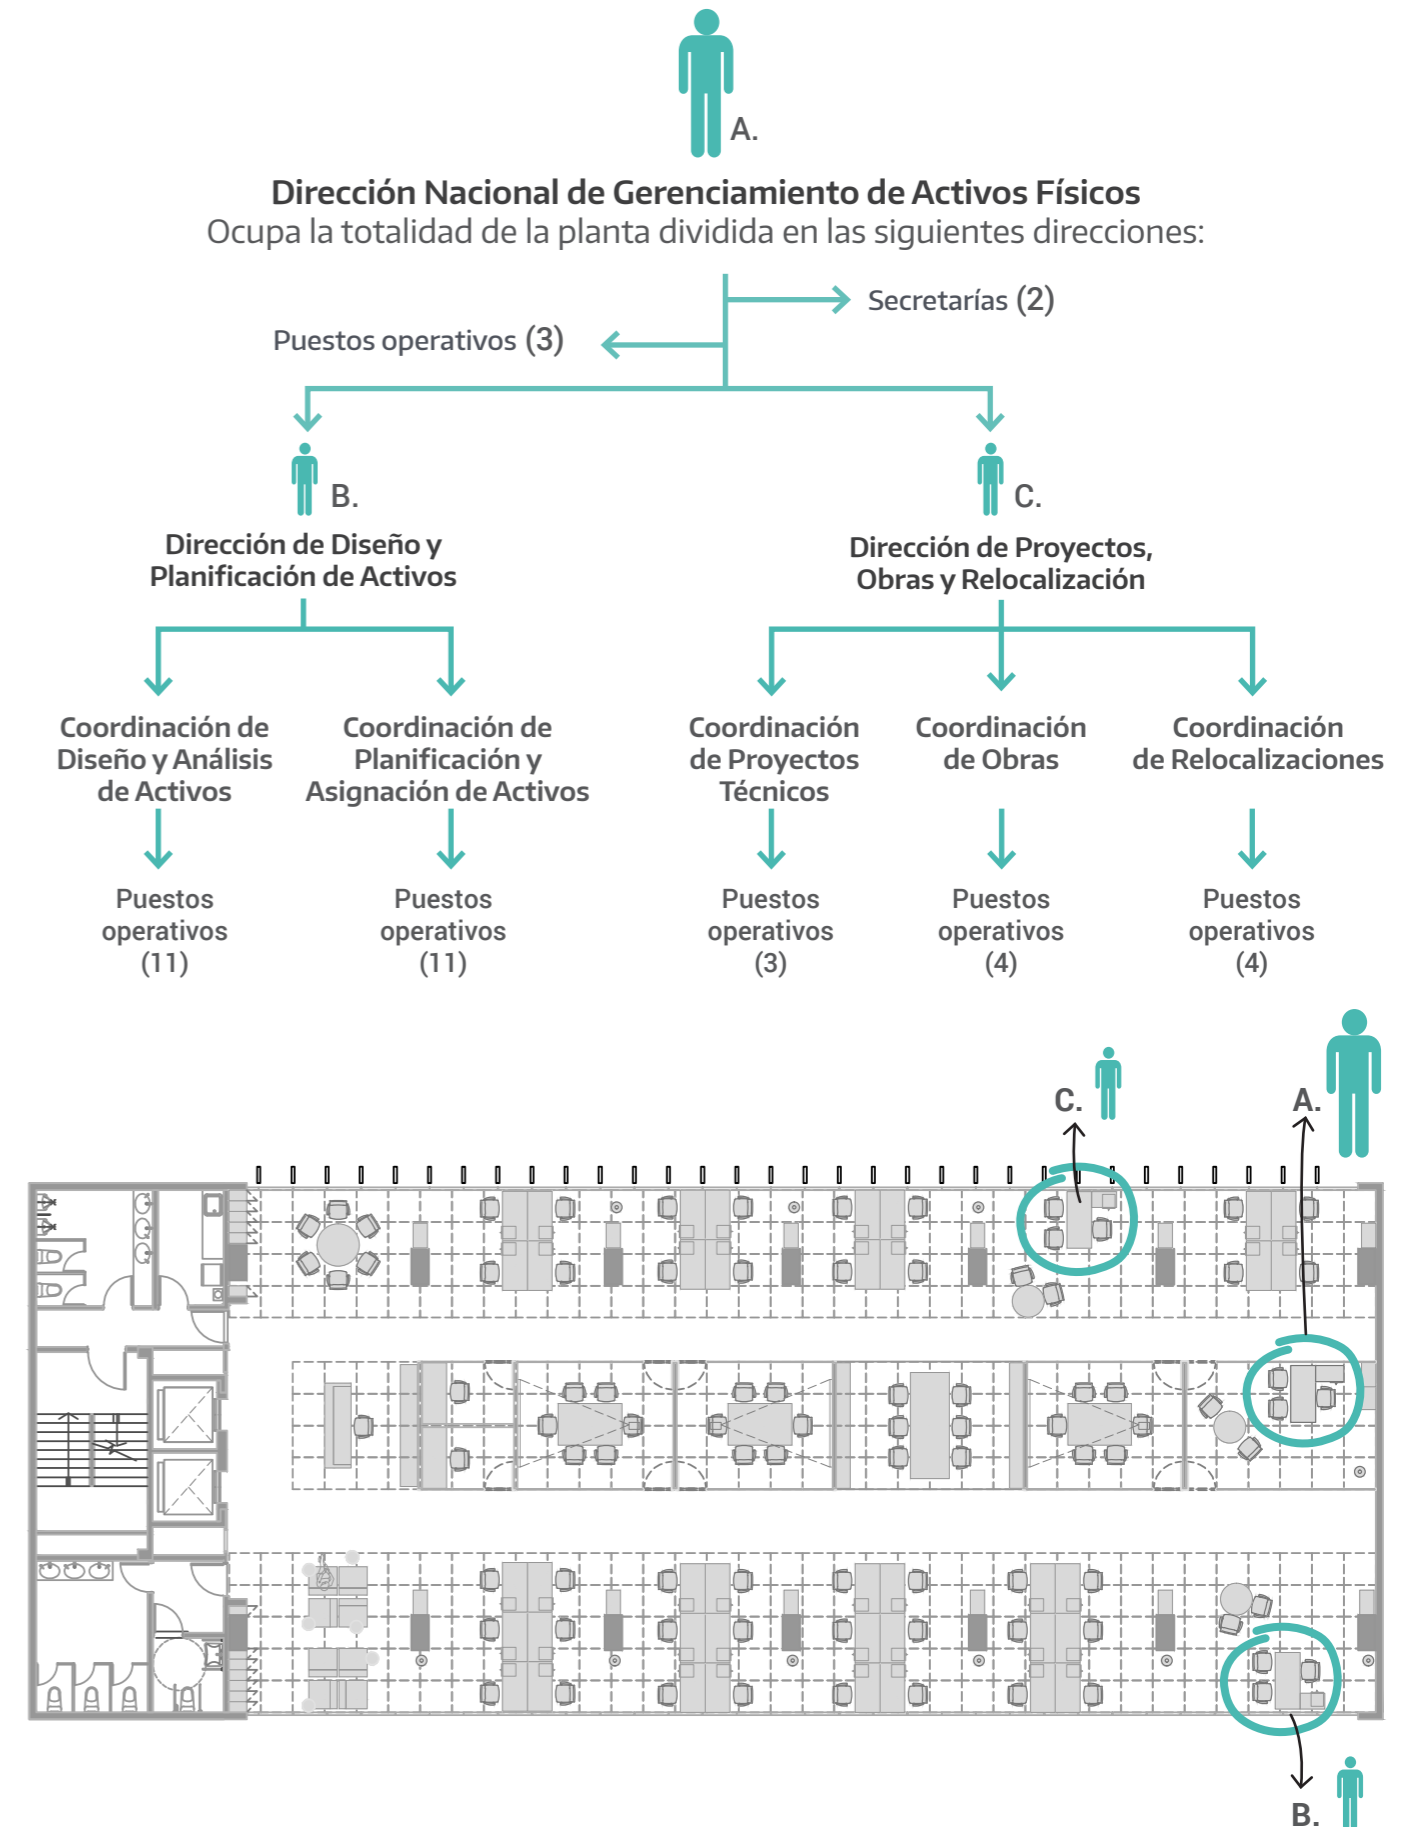 A.
Dirección Nacional de Gerenciamiento de Activos Físicos
Ocupa la totalidad de la planta dividida en las siguientes direcciones:
Secretarías (2)
Puestos operativos (3)
B.
Dirección de Diseño y
Planificación de Activos
C.
Dirección de Proyectos,
Obras y Relocalización
Coordinación de
Diseño y Análisis
de Activos
Coordinación de
Planificación y
Asignación de Activos
Coordinación
de Proyectos
Técnicos
Coordinación
de Obras
Coordinación
de Relocalizaciones
Puestos
operativos
(11)
Puestos
operativos
(11)
Puestos
operativos
(3)
Puestos
operativos
(4)
Puestos
operativos
(4)
C.
A.
B.